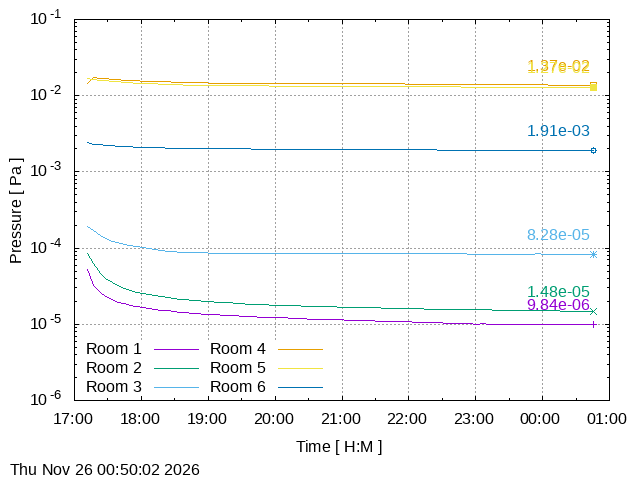 10^-1
10^-2
10^-3
10^-4
10^-5
10^-6
Pressure [ Pa ]
1.37e-02
1.91e-03
8.28e-05
1.48e-05
9.84e-06
Room 1 Room 4
Room 2 Room 5
Room 3 Room 6
17:00 18:00 19:00 20:00 21:00 22:00 23:00 00:00 01:00
Time [ H:M ]
Thu Nov 26 00:50:02 2026